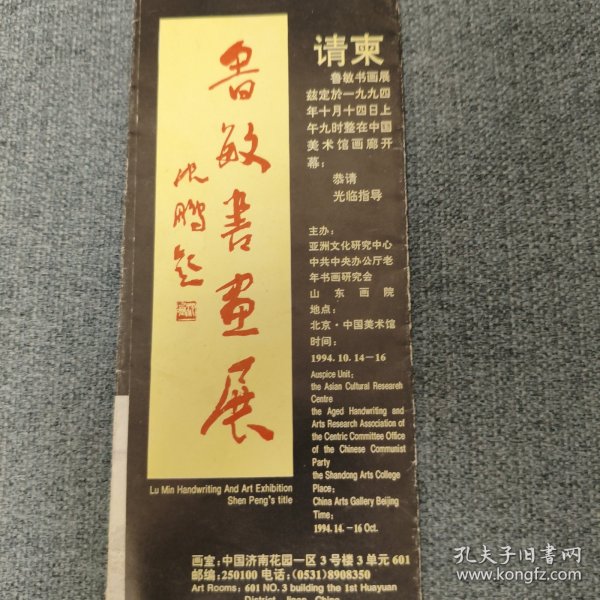 鲁敏书画展
沈鹏题
Lu Min Handwriting And Art Exhibition
Shen Peng's title
请柬
鲁敏书画展
兹定於一九九四
年十月十四日上
午九时整在中国
美术馆画廊开
幕:
恭请
光临指导
主办:
亚洲文化研究中心
中共中央办公厅老
年书画研究会
山东画院
地点:
北京·中国美术馆
时间:
1994.10.14-16
Auspice Unit:
the Asian Cultural Research
Centre
the Aged Handwriting and
Arts Research Association of
the Centric Committee Office
of the Chinese Communist
Party
the Shandong Arts College
Place:
China Arts Gallery Beijing
Time:
1994.14.-16 Oct.
画室:中国济南花园一区3号楼3单元601
邮编:250100 电话:(0531)8908350
Art Rooms: 601 NO.3 building the 1st Huayuan
District, Jinan, China
孔夫子旧书网
www.kongfz.com